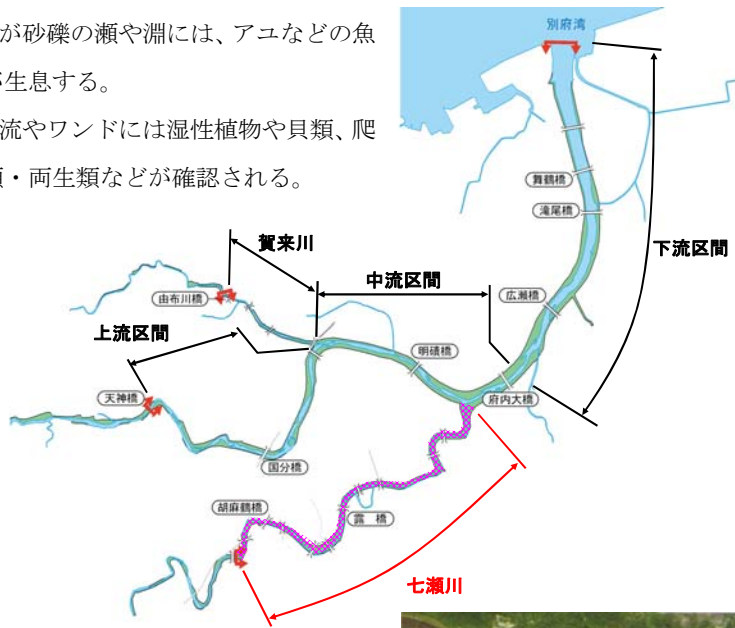 が砂礫の瀬や淵には、アユなどの魚
が生息する。
流やワンドには湿性植物や貝類、爬
類・両生類などが確認される。
別府湾
舞鶴橋
滝尾橋
下流区間
賀来川
中流区間
広瀬橋
由布川橋
上流区間
明磧橋
天神橋
府内大橋
国分橋
胡麻鶴橋
露 橋
七瀬川